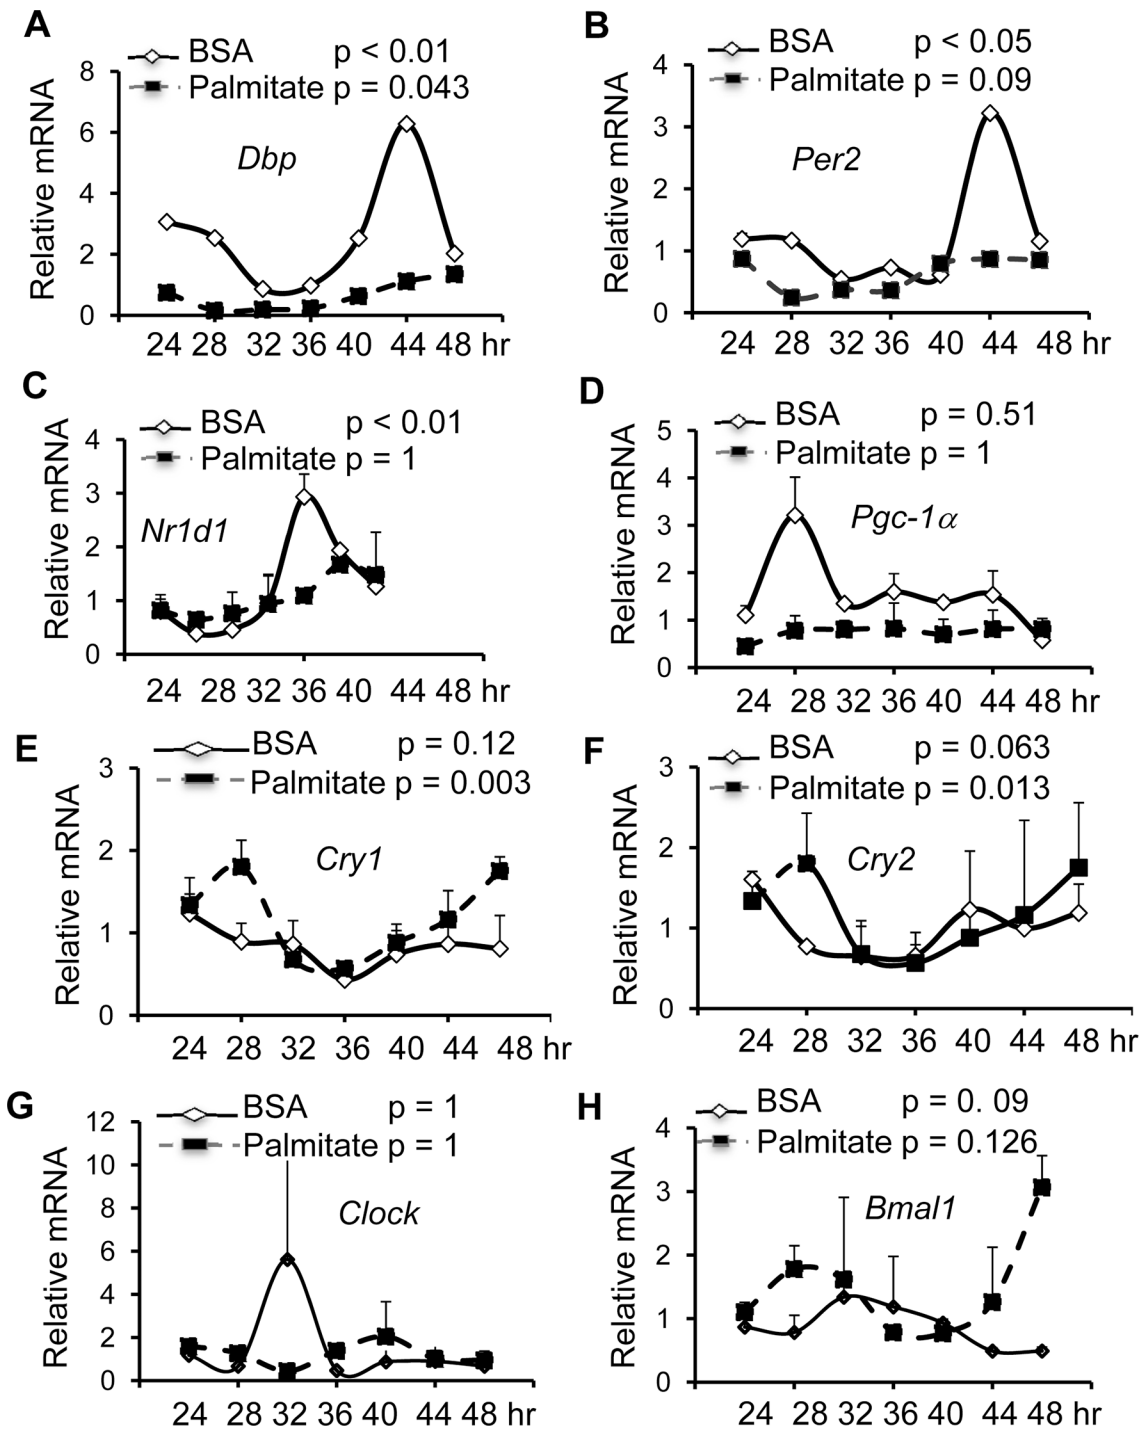 A
BSA p < 0.01
Palmitate p = 0.043
Relative mRNA
8
6
4
2
0
Dbp
24 28 32 36 40 44 48 hr
B
BSA p < 0.05
Palmitate p = 0.09
Relative mRNA
4
3
2
1
0
Per2
24 28 32 36 40 44 48 hr
C
BSA p < 0.01
Palmitate p = 1
Relative mRNA
4
3
2
1
0
Nr1d1
24 28 32 36 40 44 48 hr
D
BSA p = 0.51
Palmitate p = 1
Relative mRNA
5
4
3
2
1
0
Pgc-1α
24 28 32 36 40 44 48 hr
E
BSA p = 0.12
Palmitate p = 0.003
Relative mRNA
3
2
1
0
Cry1
24 28 32 36 40 44 48 hr
F
BSA p = 0.063
Palmitate p = 0.013
Relative mRNA
3
2
1
0
Cry2
24 28 32 36 40 44 48 hr
G
BSA p = 1
Palmitate p = 1
Relative mRNA
12
10
8
6
4
2
0
Clock
24 28 32 36 40 44 48 hr
H
BSA p = 0. 09
Palmitate p = 0.126
Relative mRNA
4
3
2
1
0
Bmal1
24 28 32 36 40 44 48 hr